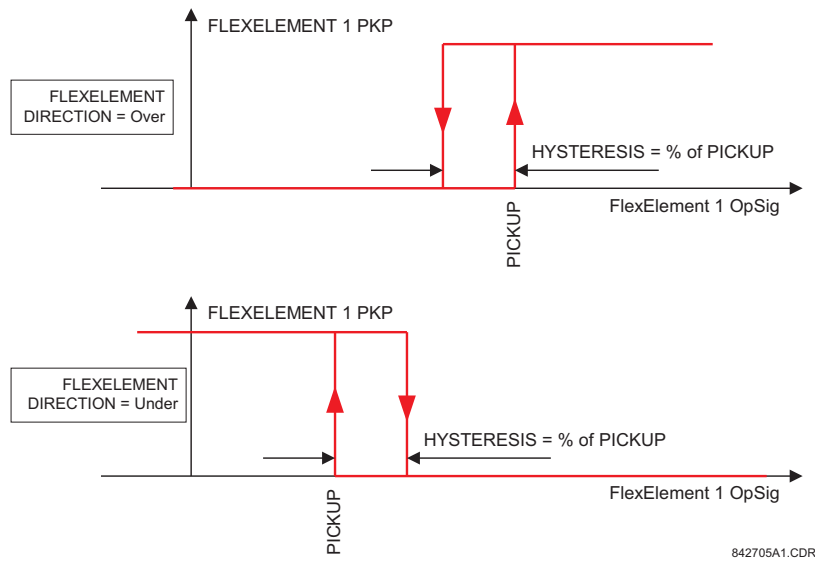 FLEXELEMENT 1 PKP
FLEXELEMENT
DIRECTION = Over
HYSTERESIS = % of PICKUP
FlexElement 1 OpSig
PICKUP
FLEXELEMENT 1 PKP
FLEXELEMENT
DIRECTION = Under
HYSTERESIS = % of PICKUP
FlexElement 1 OpSig
PICKUP
842705A1.CDR